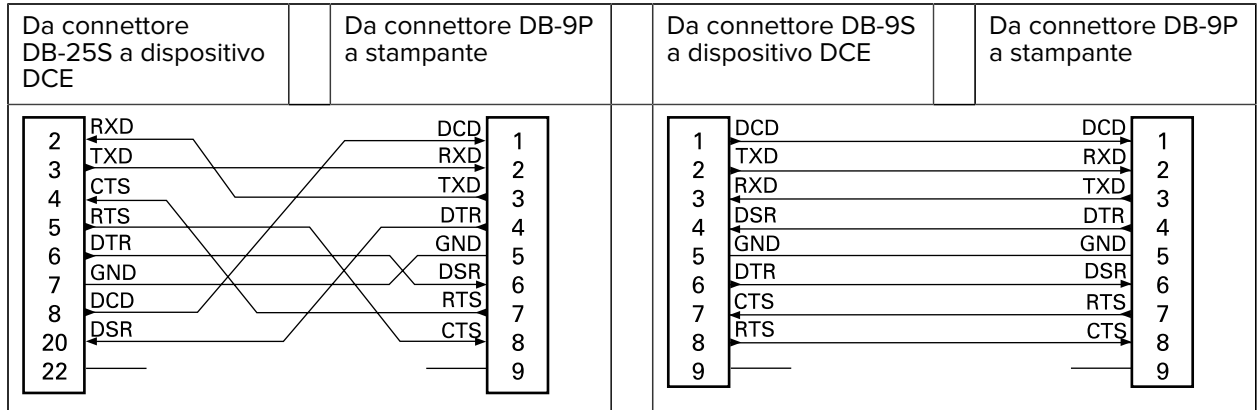 Da connettore
DB-25S a dispositivo
DCE
Da connettore DB-9P
a stampante
Da connettore DB-9S
a dispositivo DCE
Da connettore DB-9P
a stampante
2 RXD DCD 1
3 TXD RXD 2
4 CTS TXD 3
5 RTS DTR 4
6 DTR GND 5
7 GND DSR 6
8 DCD RTS 7
20 DSR CTS 8
22 9
1 DCD DCD 1
2 TXD RXD 2
3 RXD TXD 3
4 DSR DTR 4
5 GND GND 5
6 DTR DSR 6
7 CTS RTS 7
8 RTS CTS 8
9 9